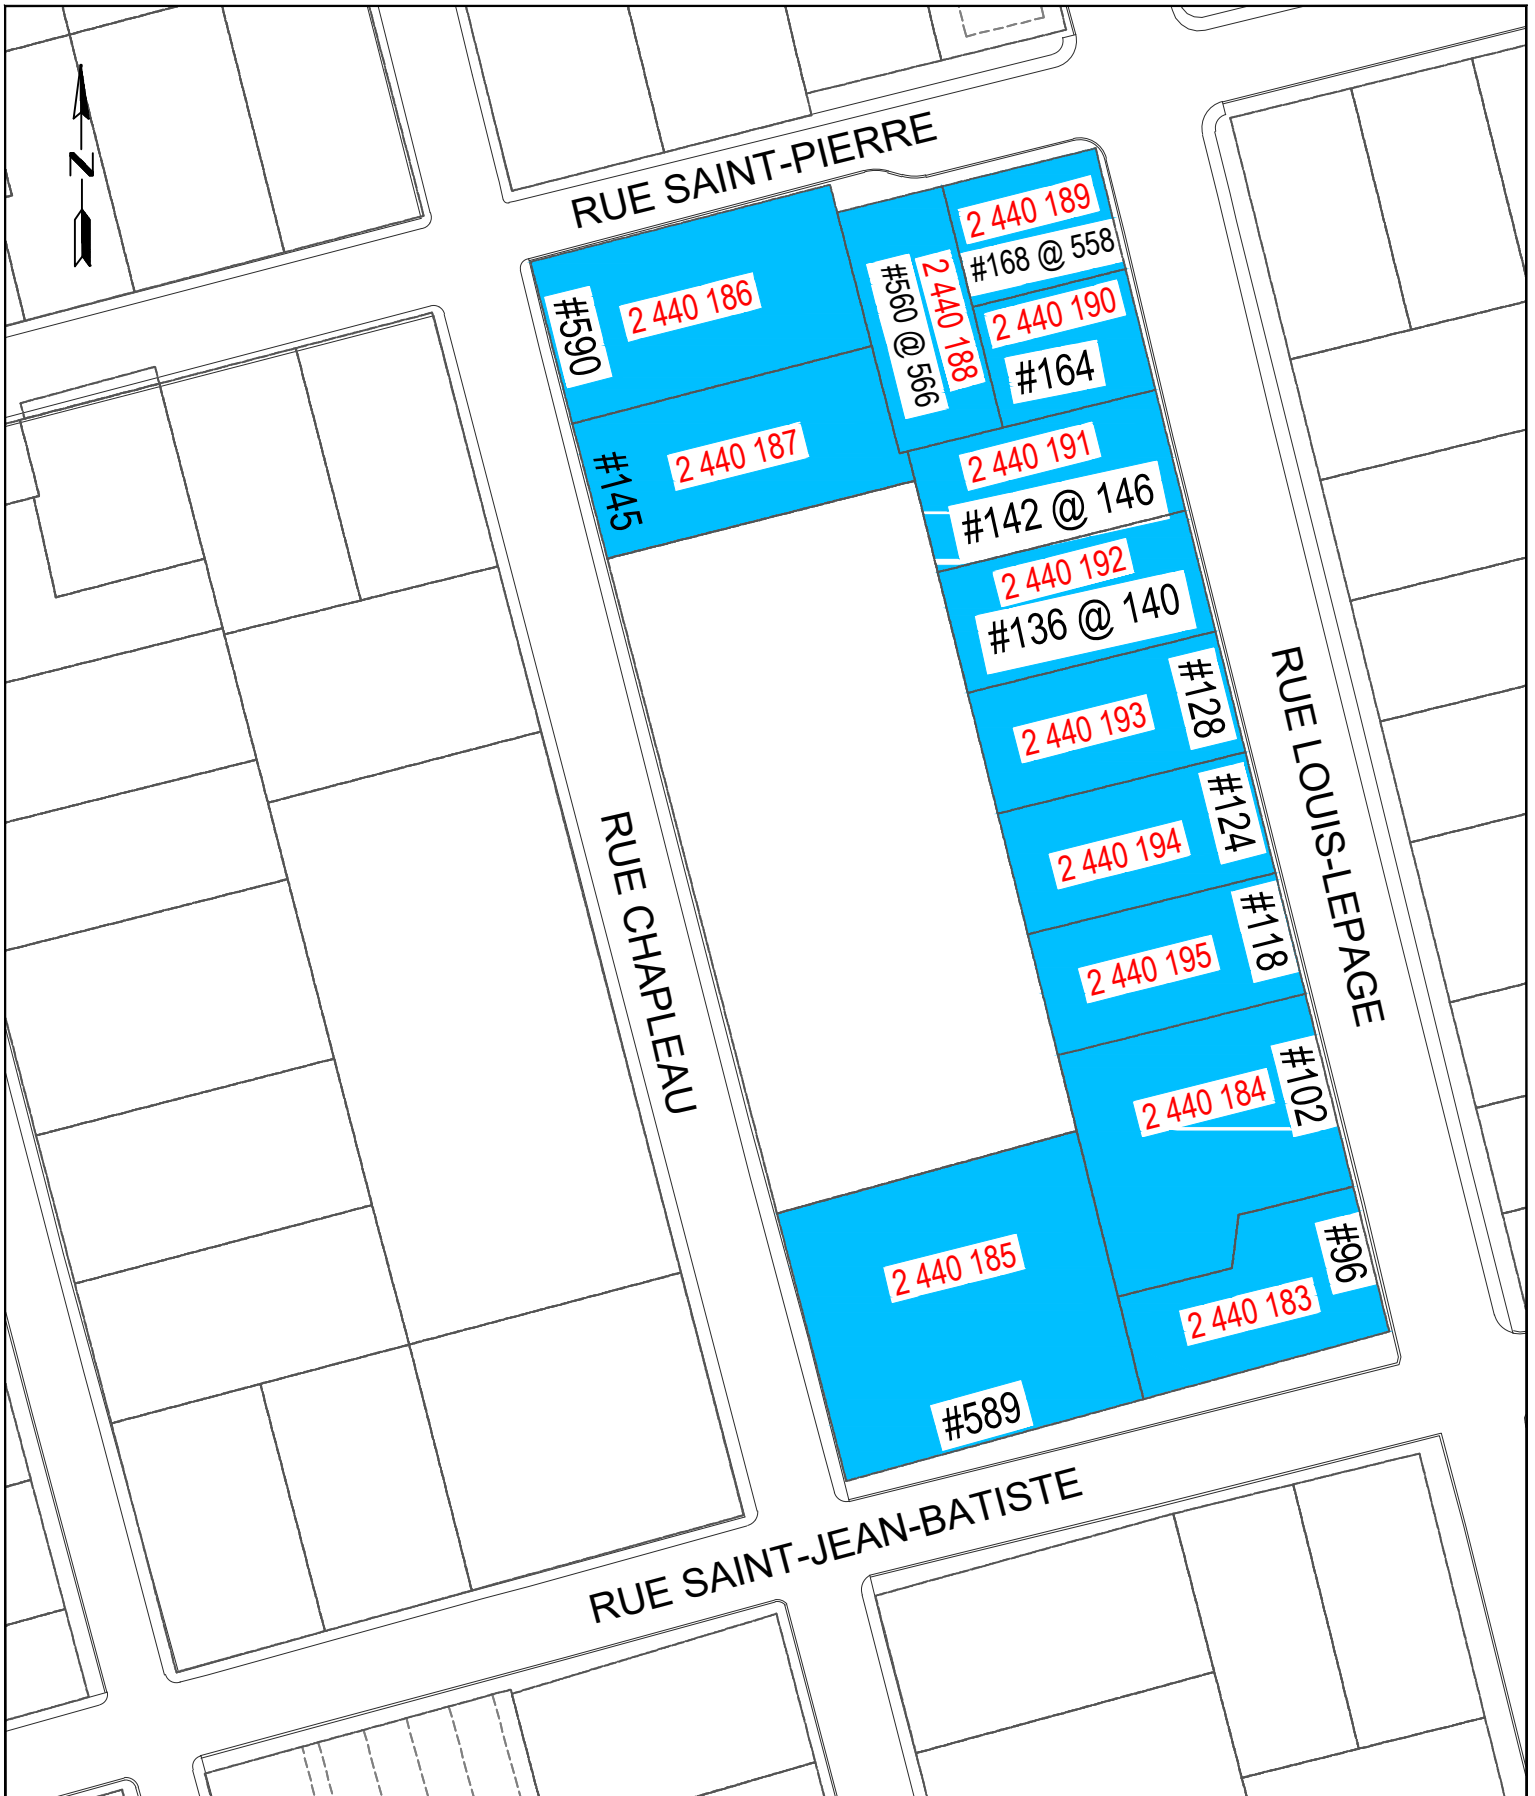 N
RUE SAINT-PIERRE
2 440 189
#168 @ 558
#590
2 440 186
#560 @ 566
2 440 188
2 440 190
#164
#145
2 440 187
2 440 191
#142 @ 146
2 440 192
#136 @ 140
2 440 193
#128
RUE LOUIS-LEPAGE
2 440 194
#124
RUE CHAPLEAU
2 440 195
#118
2 440 184
#102
2 440 185
#96
2 440 183
#589
RUE SAINT-JEAN-BATISTE